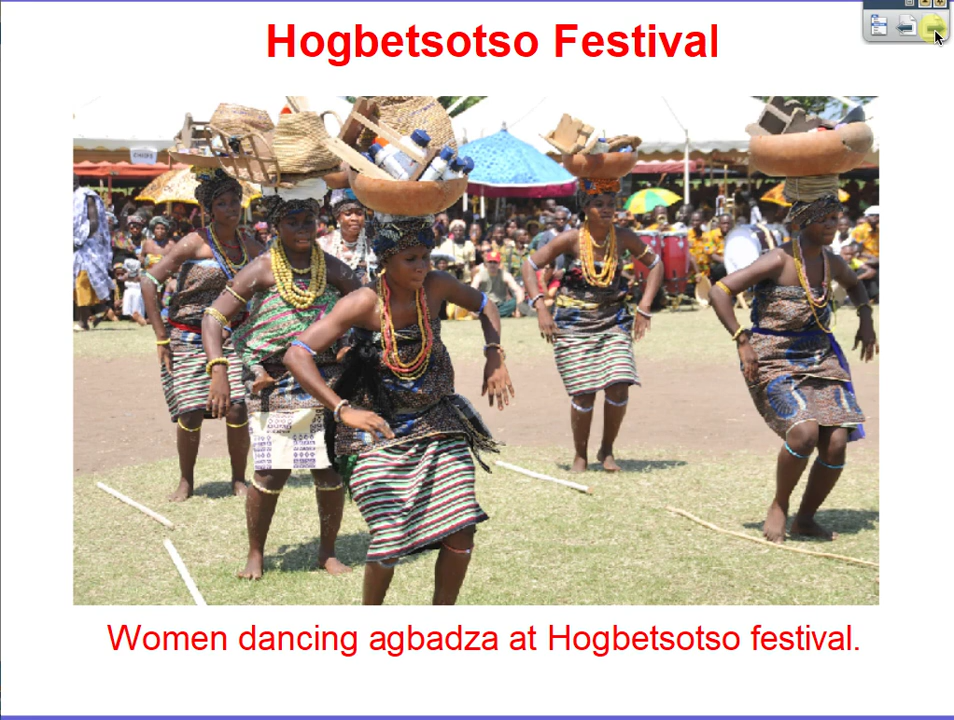 Hogbetsotso Festival
Women dancing agbadza at Hogbetsotso festival.